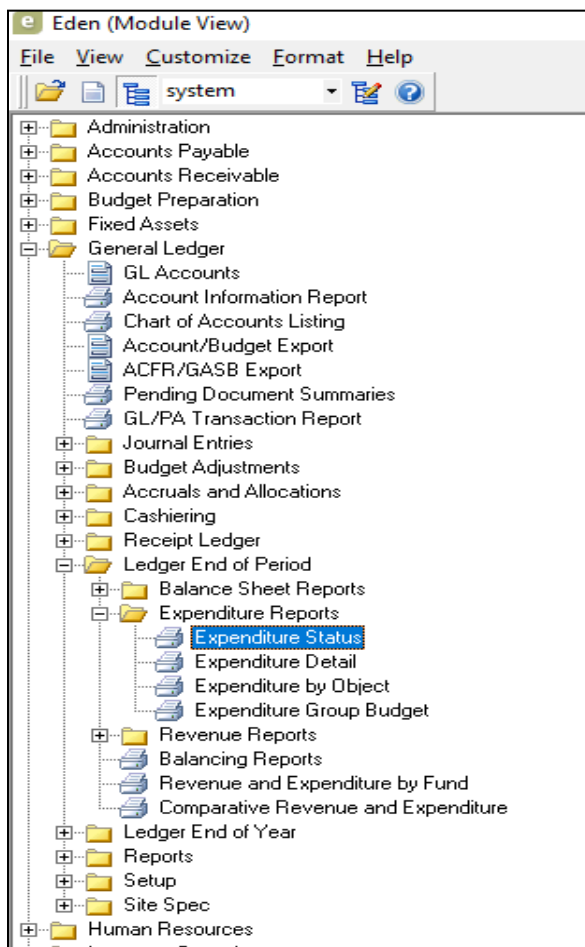 e Eden (Module View)
File View Customize Format Help
system
Administration
Accounts Payable
Accounts Receivable
Budget Preparation
Fixed Assets
General Ledger
GL Accounts
Account Information Report
Chart of Accounts Listing
Account/Budget Export
ACFR/GASB Export
Pending Document Summaries
GL/PA Transaction Report
Journal Entries
Budget Adjustments
Accruals and Allocations
Cashiering
Receipt Ledger
Ledger End of Period
Balance Sheet Reports
Expenditure Reports
Expenditure Status
Expenditure Detail
Expenditure by Object
Expenditure Group Budget
Revenue Reports
Balancing Reports
Revenue and Expenditure by Fund
Comparative Revenue and Expenditure
Ledger End of Year
Reports
Setup
Site Spec
Human Resources